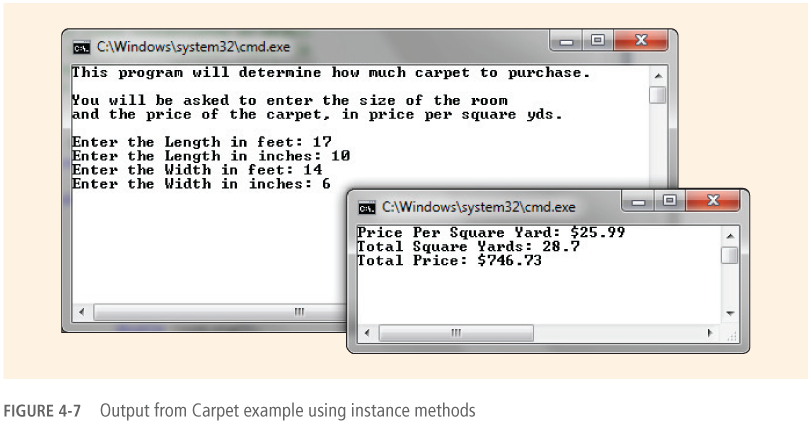 C:\Windows\system32\cmd.exe
This program will determine how much carpet to purchase.
You will be asked to enter the size of the room
and the price of the carpet, in price per square yds.
Enter the Length in feet: 17
Enter the Length in inches: 10
Enter the Width in feet: 14
Enter the Width in inches: 6
C:\Windows\system32\cmd.exe
Price Per Square Yard: $25.99
Total Square Yards: 28.7
Total Price: $746.73
FIGURE 4-7 Output from Carpet example using instance methods